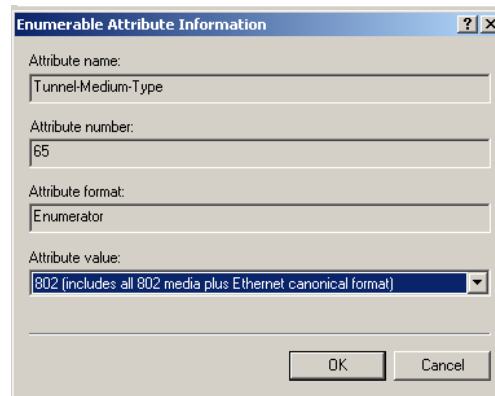 Enumerable Attribute Information
Attribute name:
Tunnel-Medium-Type
Attribute number:
65
Attribute format:
Enumerator
Attribute value:
802 (includes all 802 media plus Ethernet canonical format)
OK Cancel